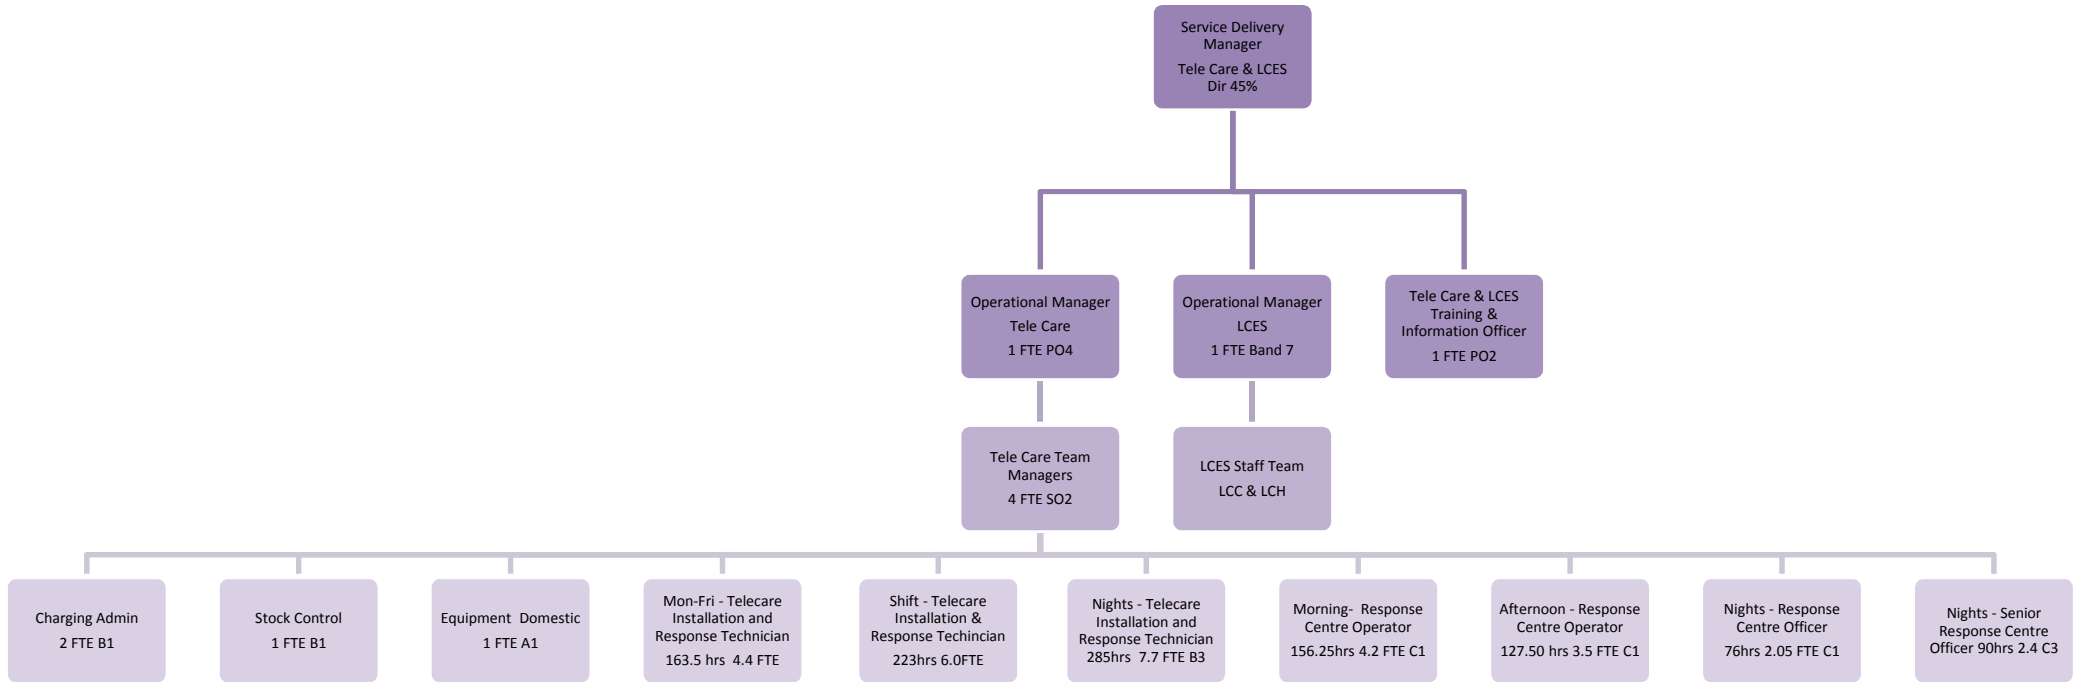 Service Delivery
Manager
Tele Care & LCES
Dir 45%
Operational Manager
Tele Care
1 FTE PO4
Operational Manager
LCES
1 FTE Band 7
Tele Care & LCES
Training &
Information Officer
1 FTE PO2
Tele Care Team
Managers
4 FTE SO2
LCES Staff Team
LCC & LCH
Charging Admin
2 FTE B1
Stock Control
1 FTE B1
Equipment  Domestic
1 FTE A1
Mon-Fri - Telecare
Installation and
Response Technician
163.5 hrs  4.4 FTE
Shift - Telecare
Installation &
Response Techincian
223hrs 6.0FTE
Nights - Telecare
Installation and
Response Technician
285hrs  7.7 FTE B3
Morning-  Response
Centre Operator
156.25hrs 4.2 FTE C1
Afternoon - Response
Centre Operator
127.50 hrs 3.5 FTE C1
Nights - Response
Centre Officer
76hrs 2.05 FTE C1
Nights - Senior
Response Centre
Officer 90hrs 2.4 C3